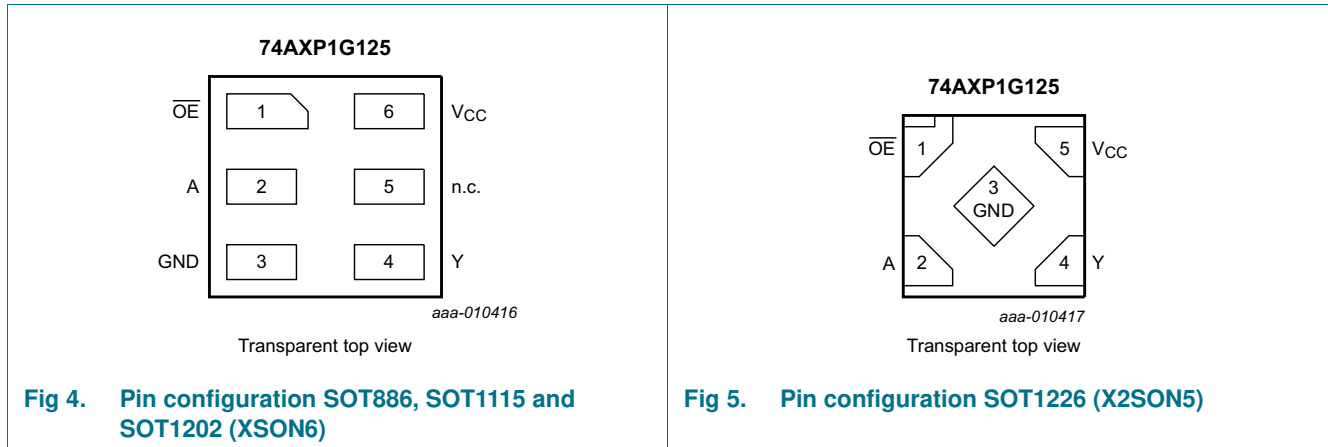 74AXP1G125
OE 1 6 VCC
A 2 5 n.c.
GND 3 4 Y
aaa-010416
Transparent top view
Fig 4. Pin configuration SOT886, SOT1115 and
SOT1202 (XSON6)
74AXP1G125
OE 1 5 VCC
3
GND
A 2 4 Y
aaa-010417
Transparent top view
Fig 5. Pin configuration SOT1226 (X2SON5)